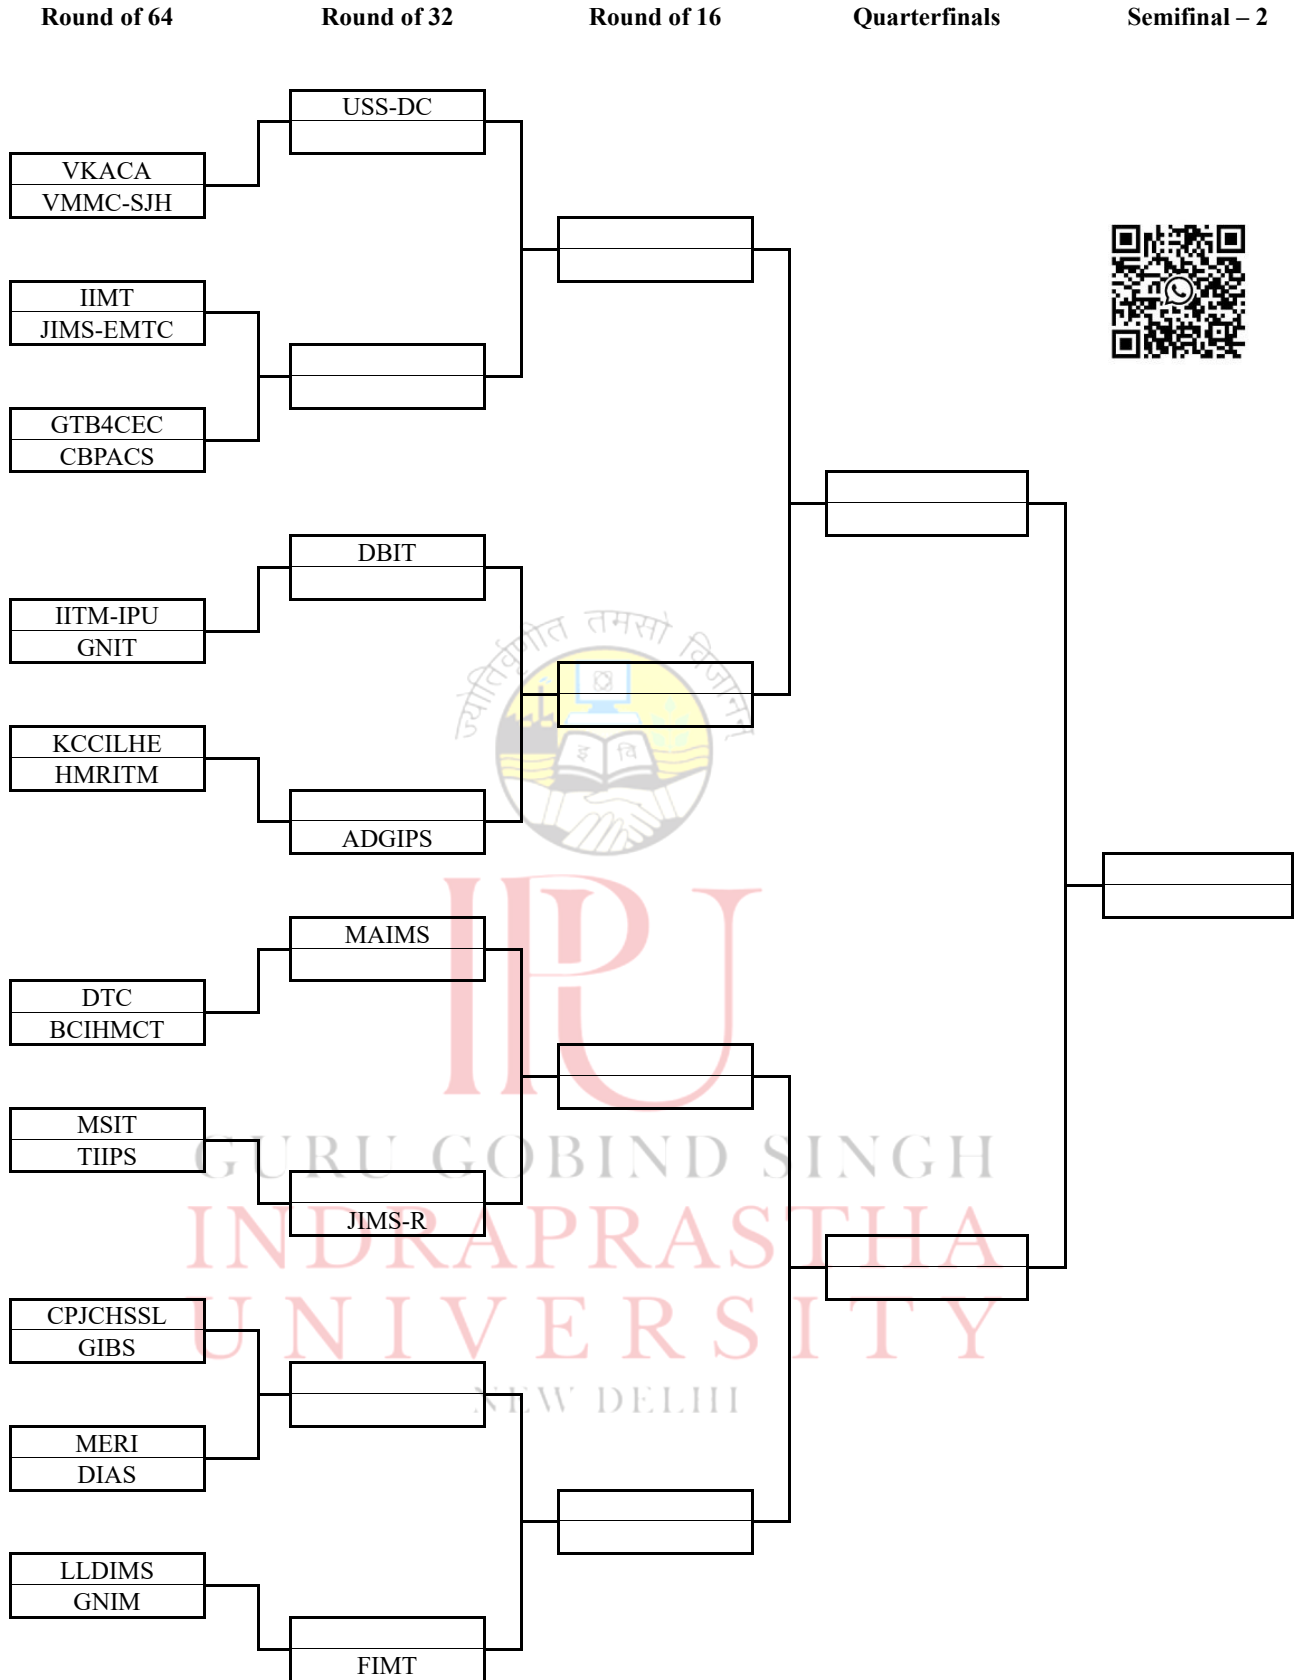 Round of 64 Round of 32 Round of 16 Quarterfinals Semifinal – 2
USS-DC
VKACA
VMMC-SJH
IIMT
JIMS-EMTC
GTB4CEC
CBPACS
DBIT
IITM-IPU
GNIT
KCCILHE
HMRITM
ADGIPS
MAIMS
DTC
BCIHMCT
MSIT
TIIPS
JIMS-R
CPJCHSSL
GIBS
MERI
DIAS
LLDIMS
GNIM
FIMT
ज्योतिर्वृणीत तमसो विजानन्
इ वि
IPU
GURU GOBIND SINGH
INDRAPRASTHA
UNIVERSITY
NEW DELHI